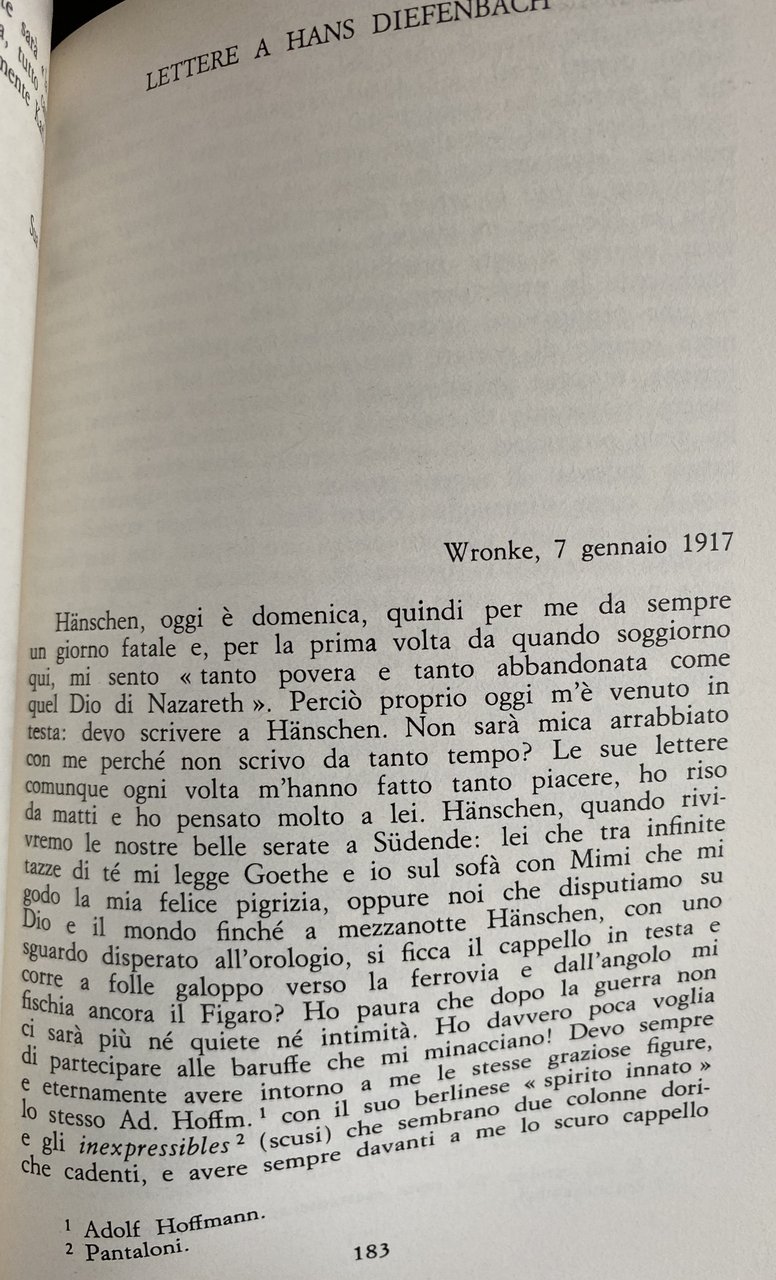 LETTERE A HANS DIEFENBACH
Wronke, 7 gennaio 1917
Hänschen, oggi è domenica, quindi per me da sempre
un giorno fatale e, per la prima volta da quando soggiorno
qui, mi sento « tanto povera e tanto abbandonata come
quel Dio di Nazareth ». Perciò proprio oggi m'è venuto in
testa: devo scrivere a Hänschen. Non sarà mica arrabbiato
con me perché non scrivo da tanto tempo? Le sue lettere
comunque ogni volta m'hanno fatto tanto piacere, ho riso
da matti e ho pensato molto a lei. Hänschen, quando rivi-
vremo le nostre belle serate a Südende: lei che tra infinite
tazze di té mi legge Goethe e io sul sofà con Mimi che mi
godo la mia felice pigrizia, oppure noi che disputiamo su
Dio e il mondo finché a mezzanotte Hänschen, con uno
sguardo disperato all'orologio, si ficca il cappello in testa e
corre a folle galoppo verso la ferrovia e dall'angolo mi
fischia ancora il Figaro? Ho paura che dopo la guerra non
ci sarà più né quiete né intimità. Ho davvero poca voglia
di partecipare alle baruffe che mi minacciano! Devo sempre
e eternamente avere intorno a me le stesse graziose figure,
lo stesso Ad. Hoffm.¹ con il suo berlinese « spirito innato »
e gli inexpressibles² (scusi) che sembrano due colonne dori-
che cadenti, e avere sempre davanti a me lo scuro cappello
¹ Adolf Hoffmann.
² Pantaloni.
183